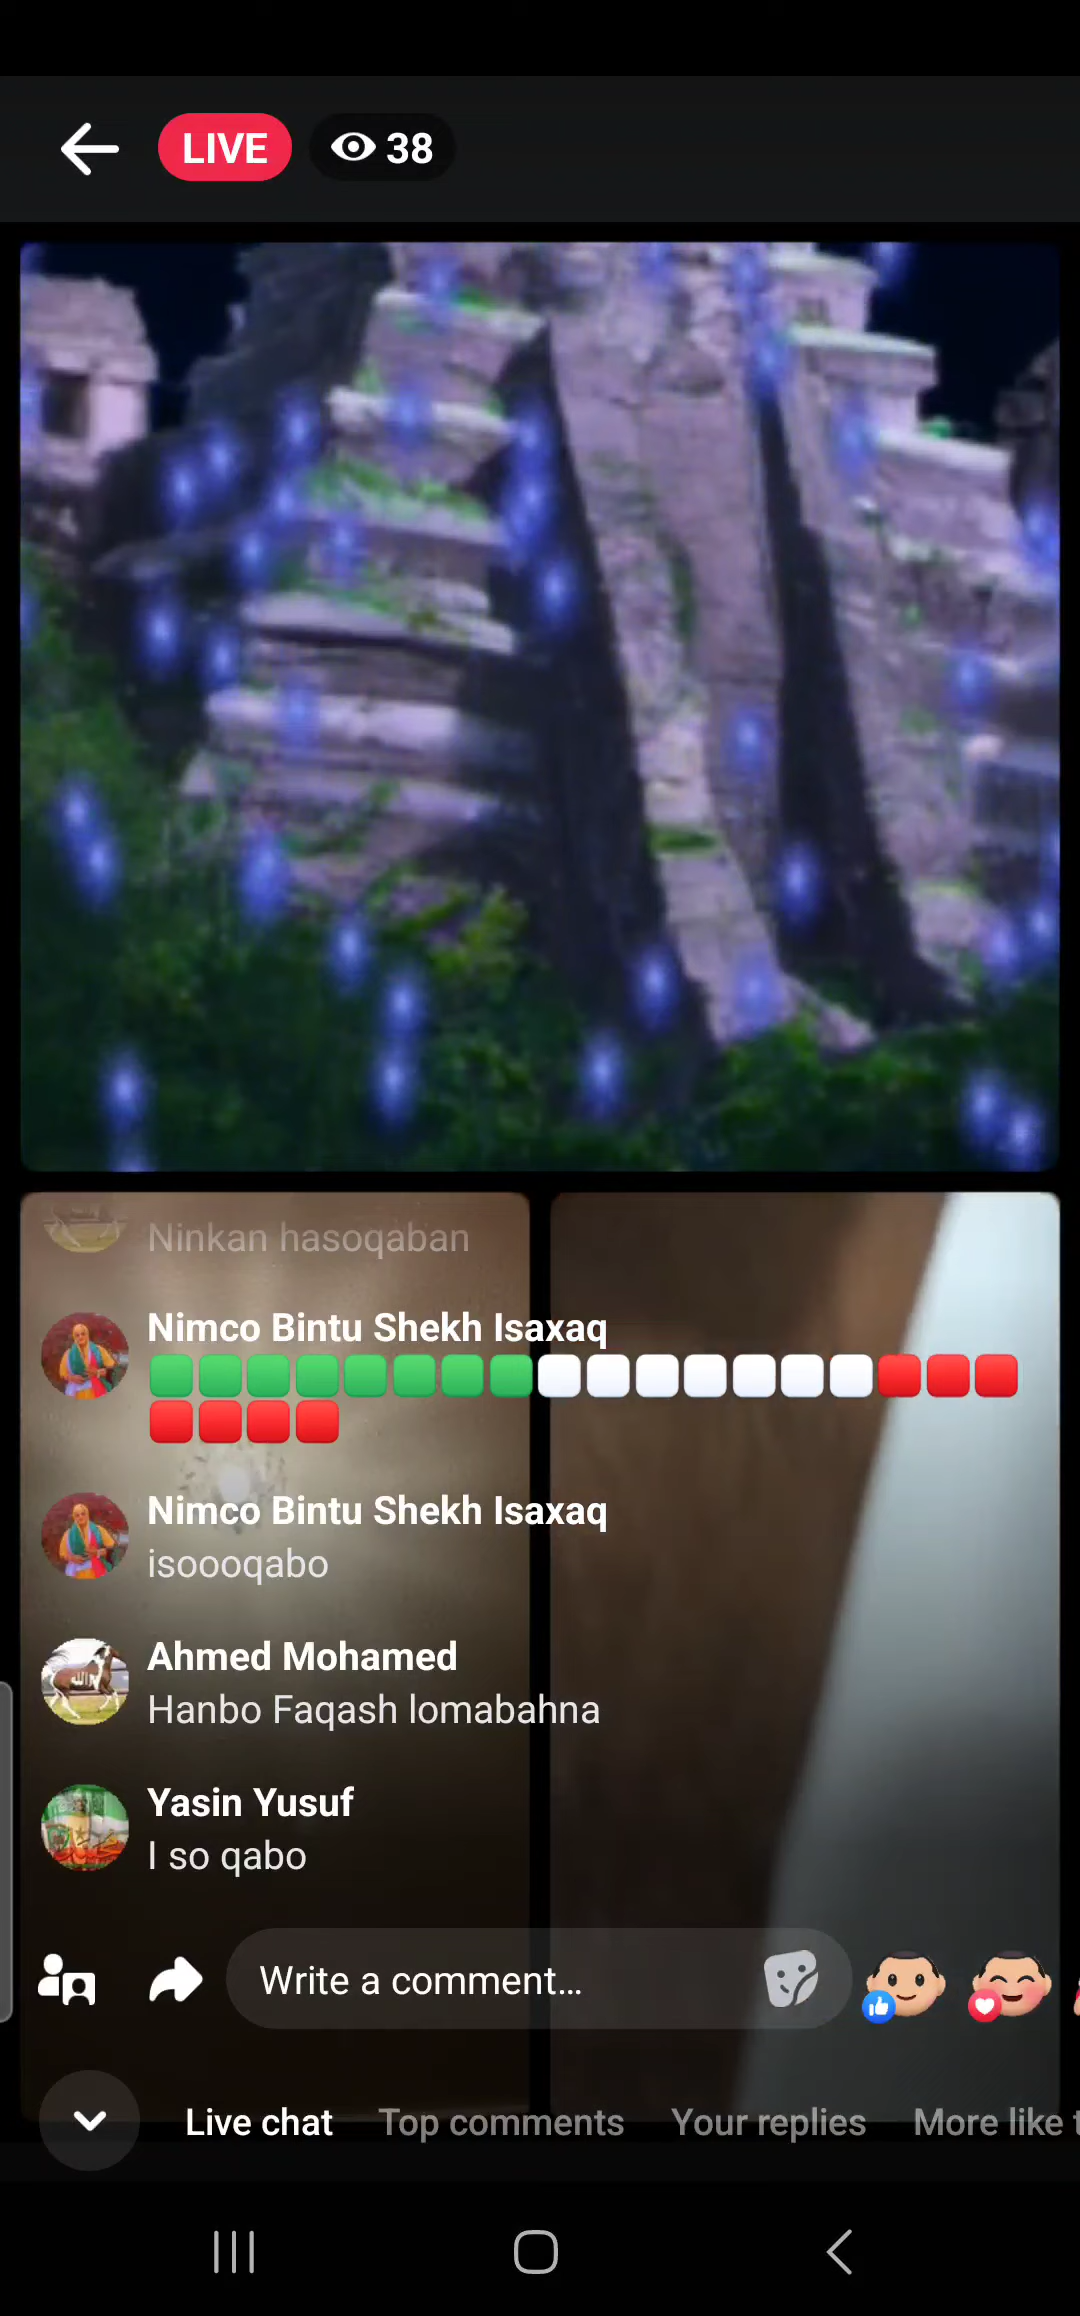 LIVE 38
Ninkan hasoqaban
Nimco Bintu Shekh Isaxaq
🟩🟩🟩🟩🟩🟩🟩🟩⬜⬜⬜⬜⬜⬜⬜🟥🟥🟥
🟥🟥🟥🟥
Nimco Bintu Shekh Isaxaq
isoooqabo
Ahmed Mohamed
Hanbo Faqash lomabahna
Yasin Yusuf
I so qabo
Write a comment...
Live chat Top comments Your replies More like t